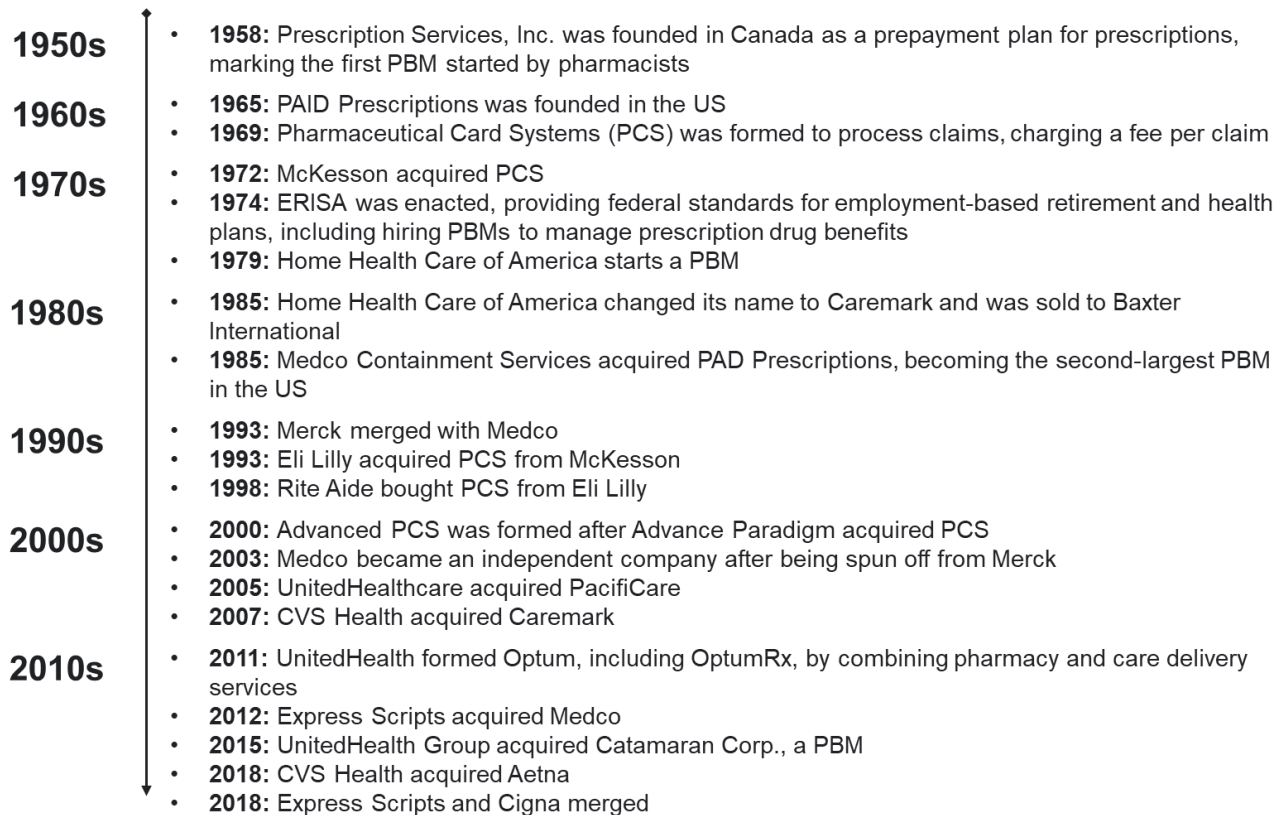 1950s
• 1958: Prescription Services, Inc. was founded in Canada as a prepayment plan for prescriptions,
marking the first PBM started by pharmacists
1960s
• 1965: PAID Prescriptions was founded in the US
• 1969: Pharmaceutical Card Systems (PCS) was formed to process claims, charging a fee per claim
1970s
• 1972: McKesson acquired PCS
• 1974: ERISA was enacted, providing federal standards for employment-based retirement and health
plans, including hiring PBMs to manage prescription drug benefits
• 1979: Home Health Care of America starts a PBM
1980s
• 1985: Home Health Care of America changed its name to Caremark and was sold to Baxter
International
• 1985: Medco Containment Services acquired PAD Prescriptions, becoming the second-largest PBM
in the US
1990s
• 1993: Merck merged with Medco
• 1993: Eli Lilly acquired PCS from McKesson
• 1998: Rite Aide bought PCS from Eli Lilly
2000s
• 2000: Advanced PCS was formed after Advance Paradigm acquired PCS
• 2003: Medco became an independent company after being spun off from Merck
• 2005: UnitedHealthcare acquired PacifiCare
• 2007: CVS Health acquired Caremark
2010s
• 2011: UnitedHealth formed Optum, including OptumRx, by combining pharmacy and care delivery
services
• 2012: Express Scripts acquired Medco
• 2015: UnitedHealth Group acquired Catamaran Corp., a PBM
• 2018: CVS Health acquired Aetna
• 2018: Express Scripts and Cigna merged